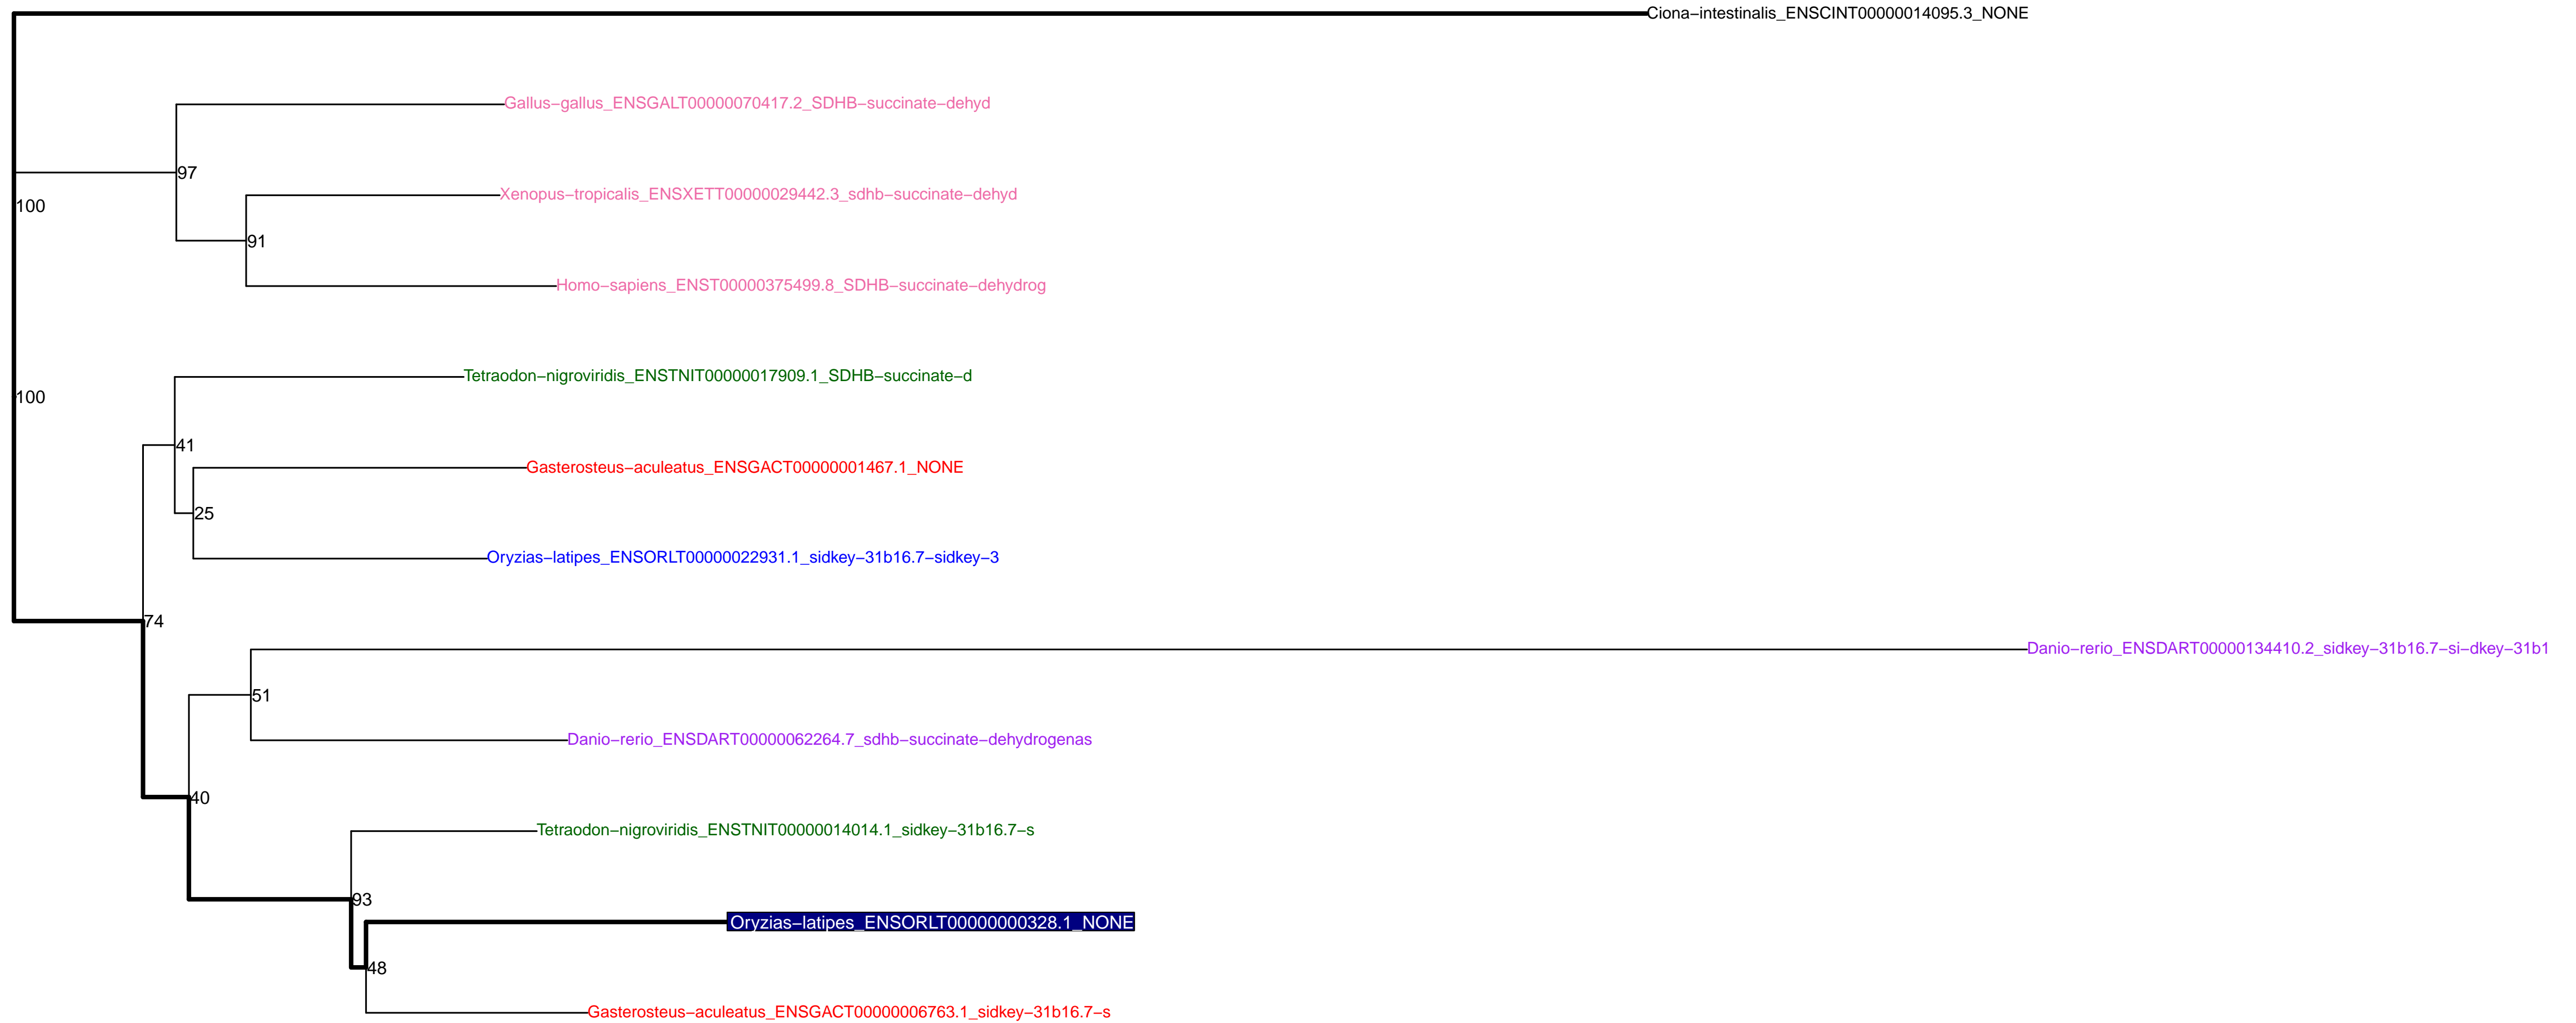 Ciona−intestinalis_ENSCINT00000014095.3_NONE
Gallus−gallus_ENSGALT00000070417.2_SDHB−succinate−dehyd
97
Xenopus−tropicalis_ENSXETT00000029442.3_sdhb−succinate−dehyd
100
91
Homo−sapiens_ENST00000375499.8_SDHB−succinate−dehydrog
Tetraodon−nigroviridis_ENSTNIT00000017909.1_SDHB−succinate−d
100
41
Gasterosteus−aculeatus_ENSGACT00000001467.1_NONE
25
Oryzias−latipes_ENSORLT00000022931.1_sidkey−31b16.7−sidkey−3
74
Danio−rerio_ENSDART00000134410.2_sidkey−31b16.7−si−dkey−31b1
51
Danio−rerio_ENSDART00000062264.7_sdhb−succinate−dehydrogenas
40
Tetraodon−nigroviridis_ENSTNIT00000014014.1_sidkey−31b16.7−s
93
Oryzias−latipes_ENSORLT00000000328.1_NONE
48
Gasterosteus−aculeatus_ENSGACT00000006763.1_sidkey−31b16.7−s